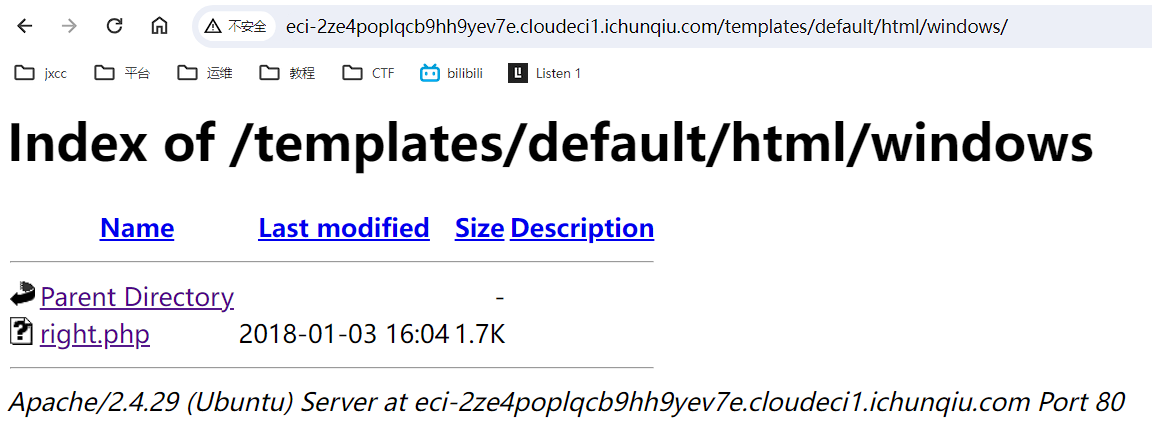 不安全 eci-2ze4poplqcb9hh9yev7e.cloudeci1.ichunqiu.com/templates/default/html/windows/
jxcc 平台 运维 教程 CTF bilibili Listen 1
Index of /templates/default/html/windows
Name Last modified Size Description
Parent Directory -
right.php 2018-01-03 16:04 1.7K
Apache/2.4.29 (Ubuntu) Server at eci-2ze4poplqcb9hh9yev7e.cloudeci1.ichunqiu.com Port 80